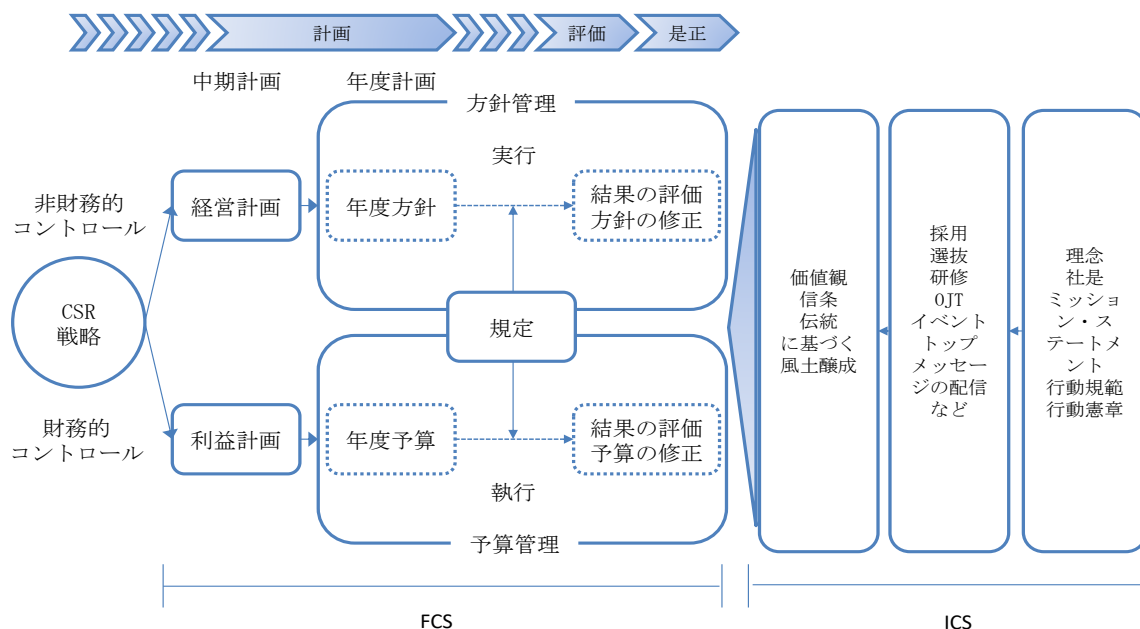 計画
評価
是正
中期計画
年度計画
方針管理
実行
非財務的
コントロール
経営計画
年度方針
結果の評価
方針の修正
CSR
戦略
規定
財務的
コントロール
利益計画
年度予算
結果の評価
予算の修正
執行
予算管理
価値観
信条
伝統
に基づく
風土醸成
採用
選抜
研修
OJT
イベント
トップ
メッセー
ジの配信
など
理念
社是
ミッショ
ン・ス
テートメ
ント
行動規範
行動憲章
FCS
ICS